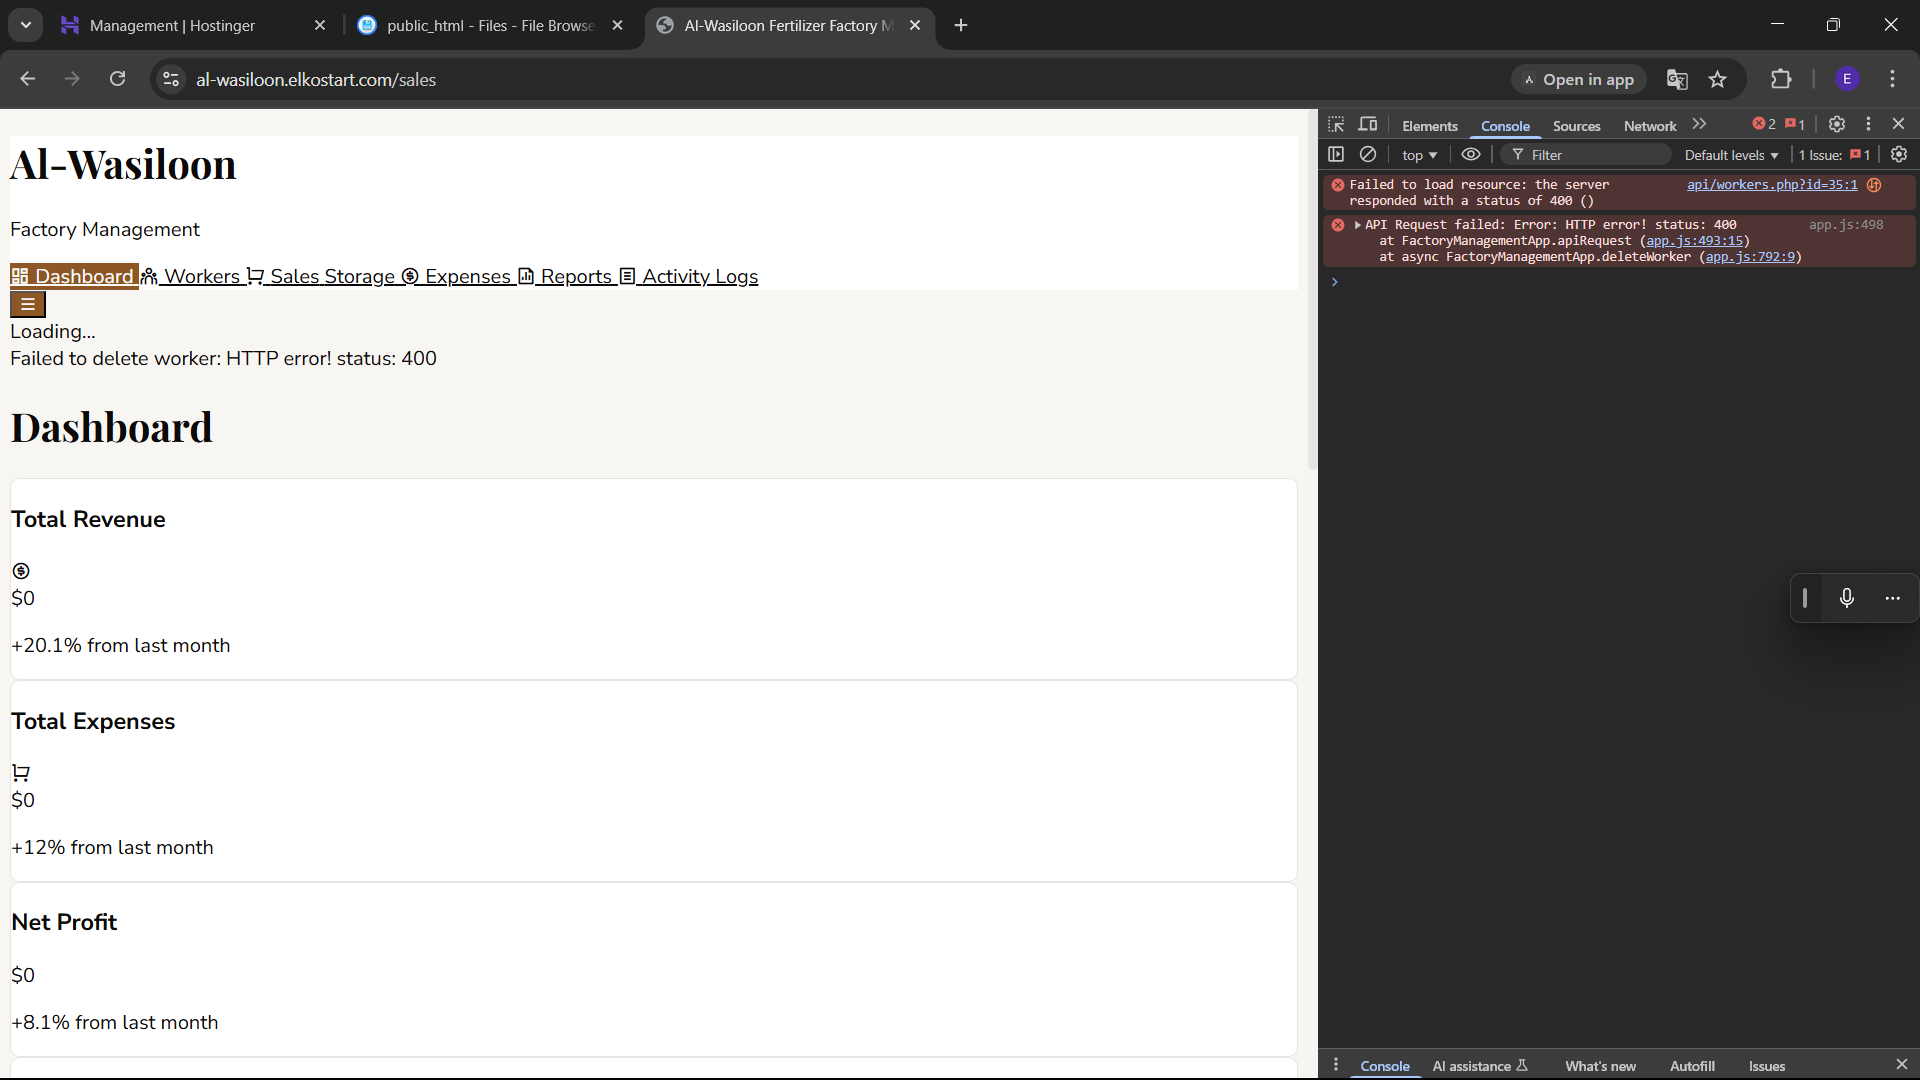 Management | Hostinger
public_html - Files - File Browse
Al-Wasiloon Fertilizer Factory M
al-wasiloon.elkostart.com/sales
Open in app
E
Al-Wasiloon
Factory Management
Dashboard Workers Sales Storage Expenses Reports Activity Logs
Loading...
Failed to delete worker: HTTP error! status: 400
Dashboard
Total Revenue
$0
+20.1% from last month
Total Expenses
$0
+12% from last month
Net Profit
$0
+8.1% from last month
Elements Console Sources Network 2 1
top Filter Default levels 1 Issue: 1
Failed to load resource: the server api/workers.php?id=35:1
responded with a status of 400 ()
API Request failed: Error: HTTP error! status: 400 app.js:498
at FactoryManagementApp.apiRequest (app.js:493:15)
at async FactoryManagementApp.deleteWorker (app.js:792:9)
Console AI assistance What's new Autofill Issues